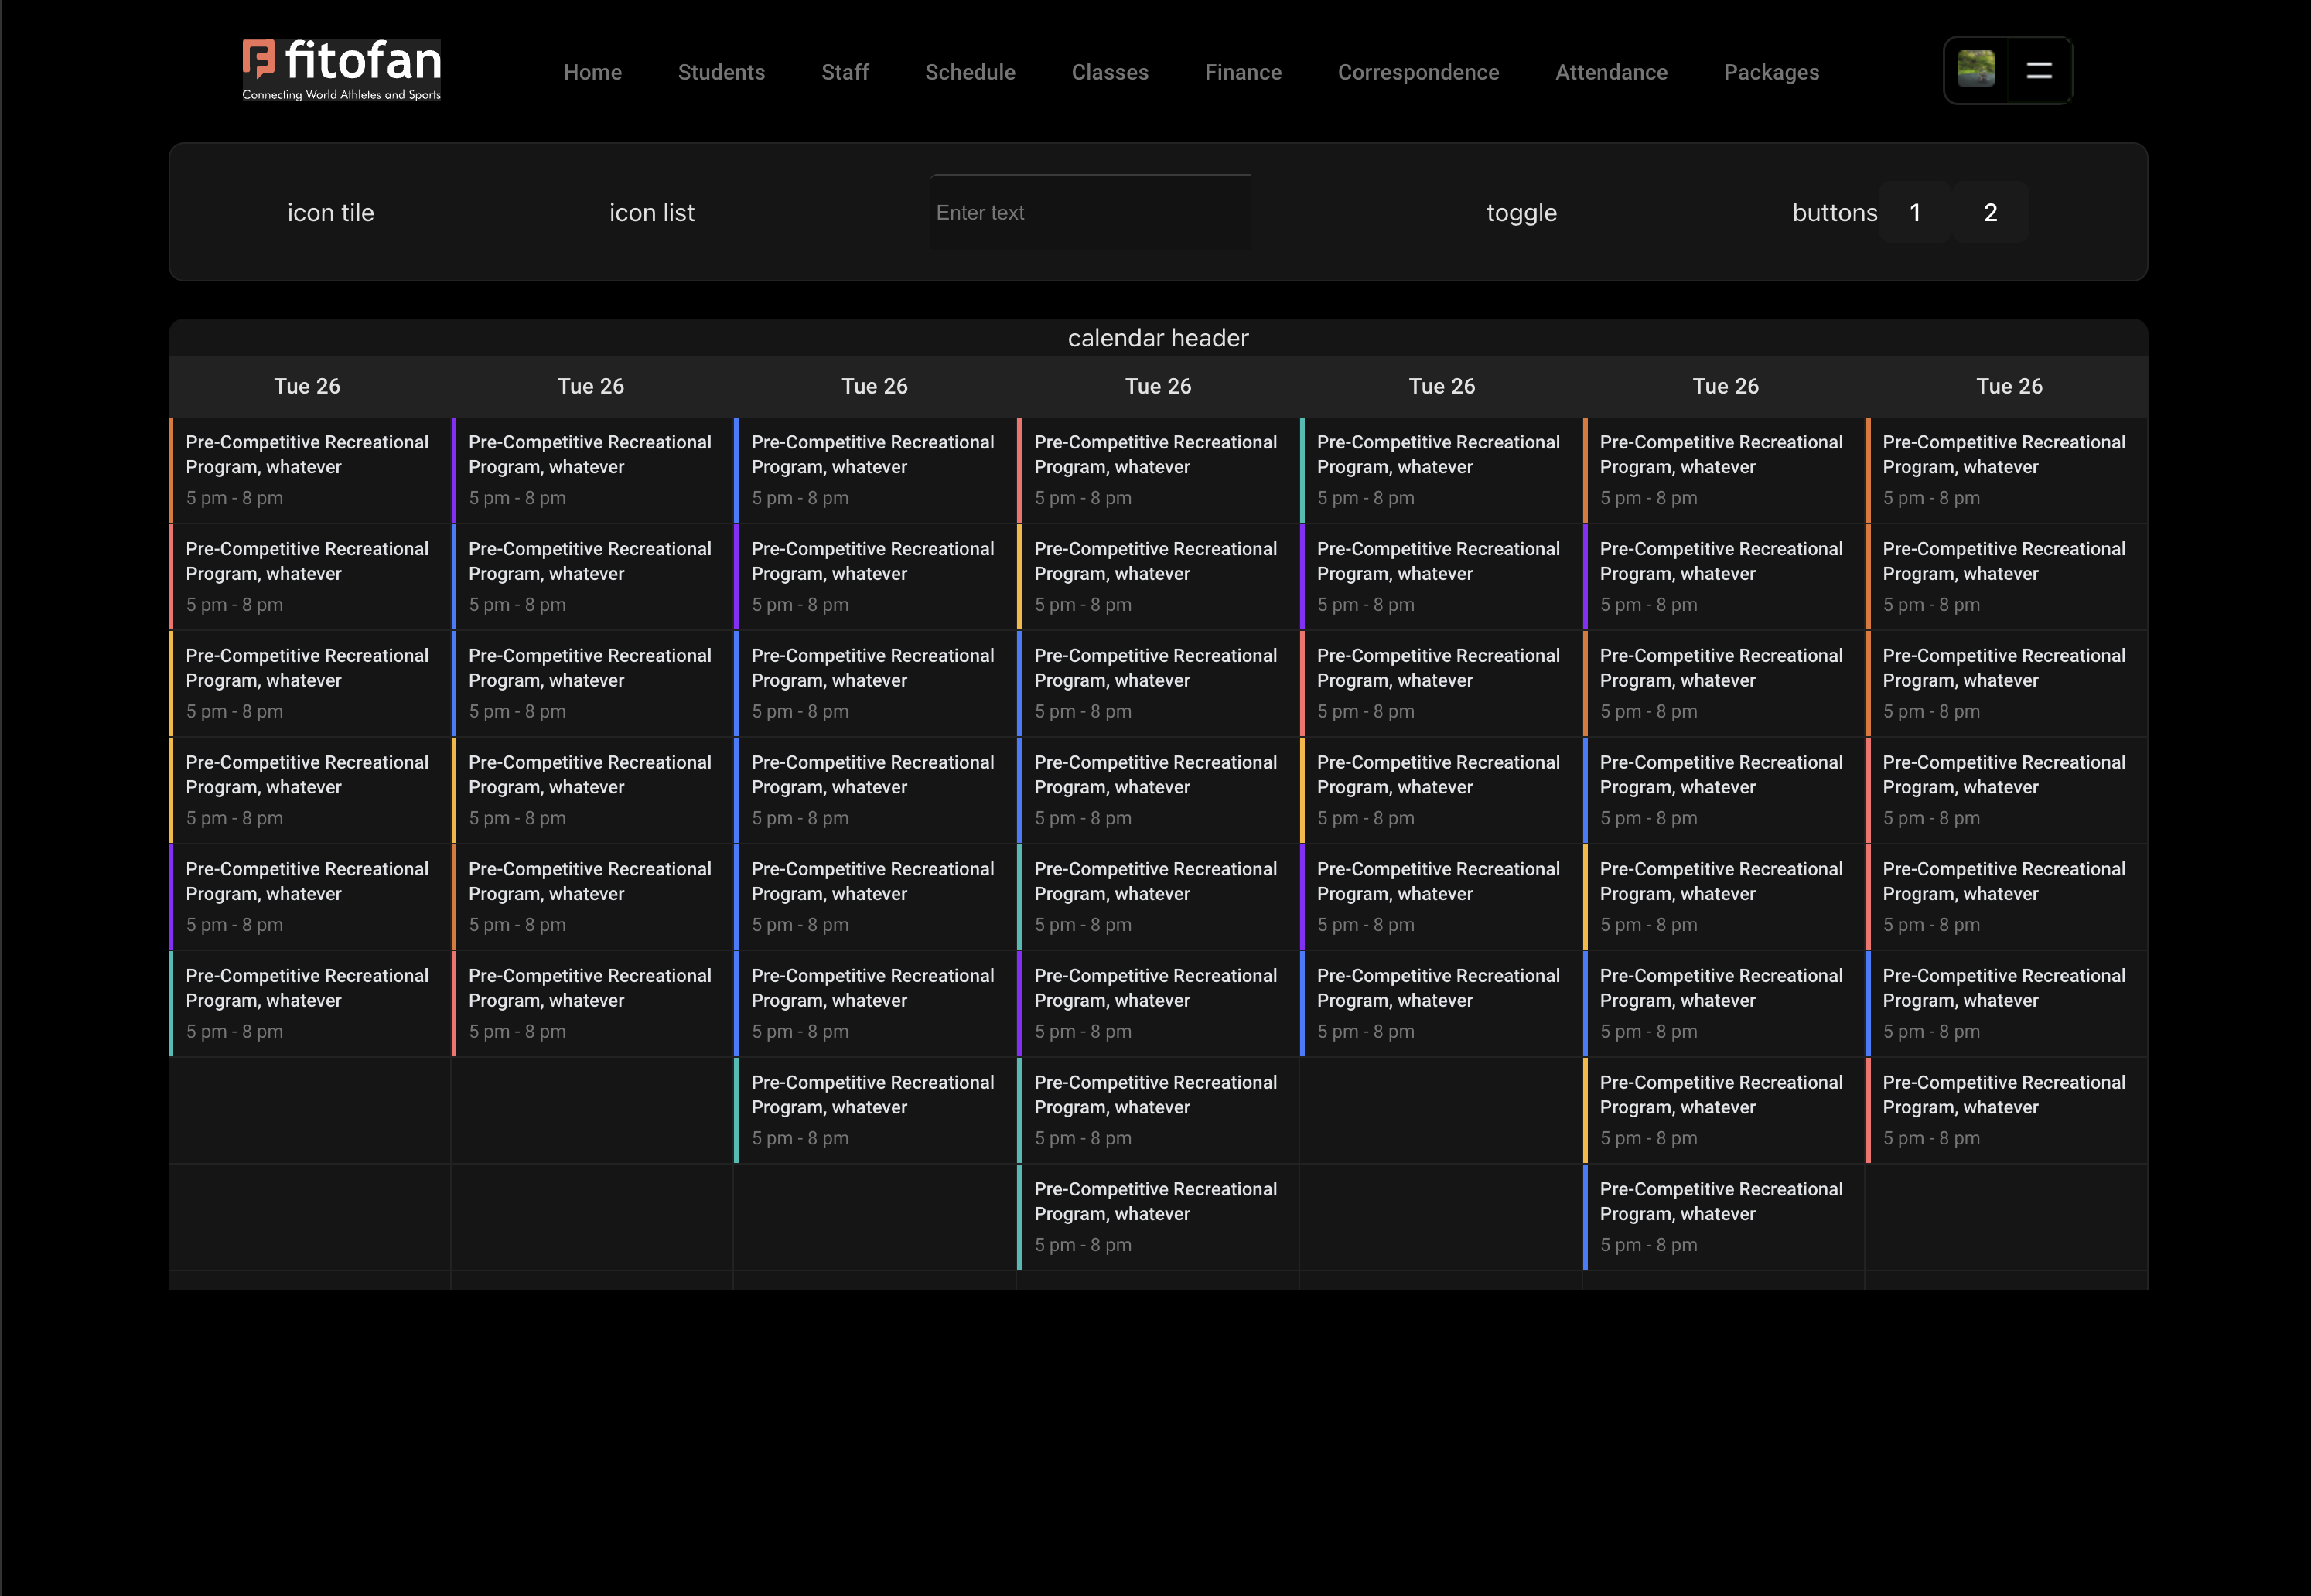 fitofan
Connecting World Athletes and Sports
Home Students Staff Schedule Classes Finance Correspondence Attendance Packages
icon tile icon list Enter text toggle buttons 1 2
calendar header
Tue 26 Tue 26 Tue 26 Tue 26 Tue 26 Tue 26 Tue 26
Pre-Competitive Recreational Pre-Competitive Recreational Pre-Competitive Recreational Pre-Competitive Recreational Pre-Competitive Recreational Pre-Competitive Recreational Pre-Competitive Recreational
Program, whatever Program, whatever Program, whatever Program, whatever Program, whatever Program, whatever Program, whatever
5 pm - 8 pm 5 pm - 8 pm 5 pm - 8 pm 5 pm - 8 pm 5 pm - 8 pm 5 pm - 8 pm 5 pm - 8 pm
Pre-Competitive Recreational Pre-Competitive Recreational Pre-Competitive Recreational Pre-Competitive Recreational Pre-Competitive Recreational Pre-Competitive Recreational Pre-Competitive Recreational
Program, whatever Program, whatever Program, whatever Program, whatever Program, whatever Program, whatever Program, whatever
5 pm - 8 pm 5 pm - 8 pm 5 pm - 8 pm 5 pm - 8 pm 5 pm - 8 pm 5 pm - 8 pm 5 pm - 8 pm
Pre-Competitive Recreational Pre-Competitive Recreational Pre-Competitive Recreational Pre-Competitive Recreational Pre-Competitive Recreational Pre-Competitive Recreational Pre-Competitive Recreational
Program, whatever Program, whatever Program, whatever Program, whatever Program, whatever Program, whatever Program, whatever
5 pm - 8 pm 5 pm - 8 pm 5 pm - 8 pm 5 pm - 8 pm 5 pm - 8 pm 5 pm - 8 pm 5 pm - 8 pm
Pre-Competitive Recreational Pre-Competitive Recreational Pre-Competitive Recreational Pre-Competitive Recreational Pre-Competitive Recreational Pre-Competitive Recreational Pre-Competitive Recreational
Program, whatever Program, whatever Program, whatever Program, whatever Program, whatever Program, whatever Program, whatever
5 pm - 8 pm 5 pm - 8 pm 5 pm - 8 pm 5 pm - 8 pm 5 pm - 8 pm 5 pm - 8 pm 5 pm - 8 pm
Pre-Competitive Recreational Pre-Competitive Recreational Pre-Competitive Recreational Pre-Competitive Recreational Pre-Competitive Recreational Pre-Competitive Recreational Pre-Competitive Recreational
Program, whatever Program, whatever Program, whatever Program, whatever Program, whatever Program, whatever Program, whatever
5 pm - 8 pm 5 pm - 8 pm 5 pm - 8 pm 5 pm - 8 pm 5 pm - 8 pm 5 pm - 8 pm 5 pm - 8 pm
Pre-Competitive Recreational Pre-Competitive Recreational Pre-Competitive Recreational Pre-Competitive Recreational Pre-Competitive Recreational Pre-Competitive Recreational Pre-Competitive Recreational
Program, whatever Program, whatever Program, whatever Program, whatever Program, whatever Program, whatever Program, whatever
5 pm - 8 pm 5 pm - 8 pm 5 pm - 8 pm 5 pm - 8 pm 5 pm - 8 pm 5 pm - 8 pm 5 pm - 8 pm
Pre-Competitive Recreational Pre-Competitive Recreational Pre-Competitive Recreational Pre-Competitive Recreational
Program, whatever Program, whatever Program, whatever Program, whatever
5 pm - 8 pm 5 pm - 8 pm 5 pm - 8 pm 5 pm - 8 pm
Pre-Competitive Recreational Pre-Competitive Recreational
Program, whatever Program, whatever
5 pm - 8 pm 5 pm - 8 pm